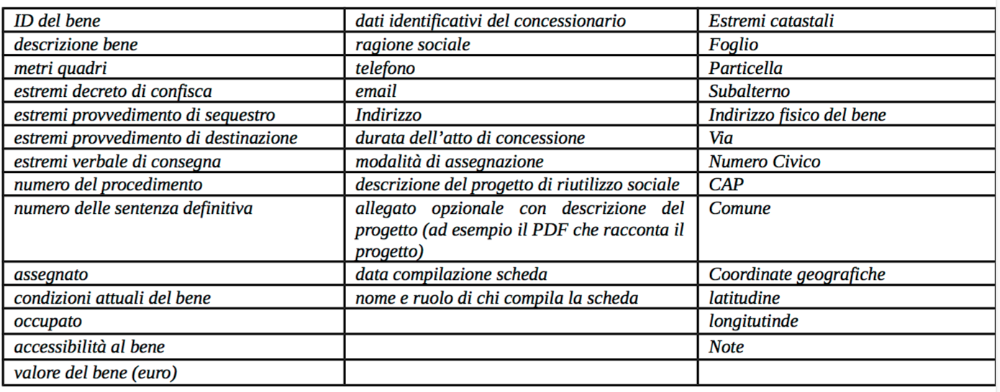 ID del bene dati identificativi del concessionario Estremi catastali
descrizione bene ragione sociale Foglio
metri quadri telefono Particella
estremi decreto di confisca email Subalterno
estremi provvedimento di sequestro Indirizzo Indirizzo fisico del bene
estremi provvedimento di destinazione durata dell’atto di concessione Via
estremi verbale di consegna modalità di assegnazione Numero Civico
numero del procedimento descrizione del progetto di riutilizzo sociale CAP
numero delle sentenza definitiva allegato opzionale con descrizione del Comune
progetto (ad esempio il PDF che racconta il
progetto)
assegnato data compilazione scheda Coordinate geografiche
condizioni attuali del bene nome e ruolo di chi compila la scheda latitudine
occupato longitutinde
accessibilità al bene Note
valore del bene (euro)